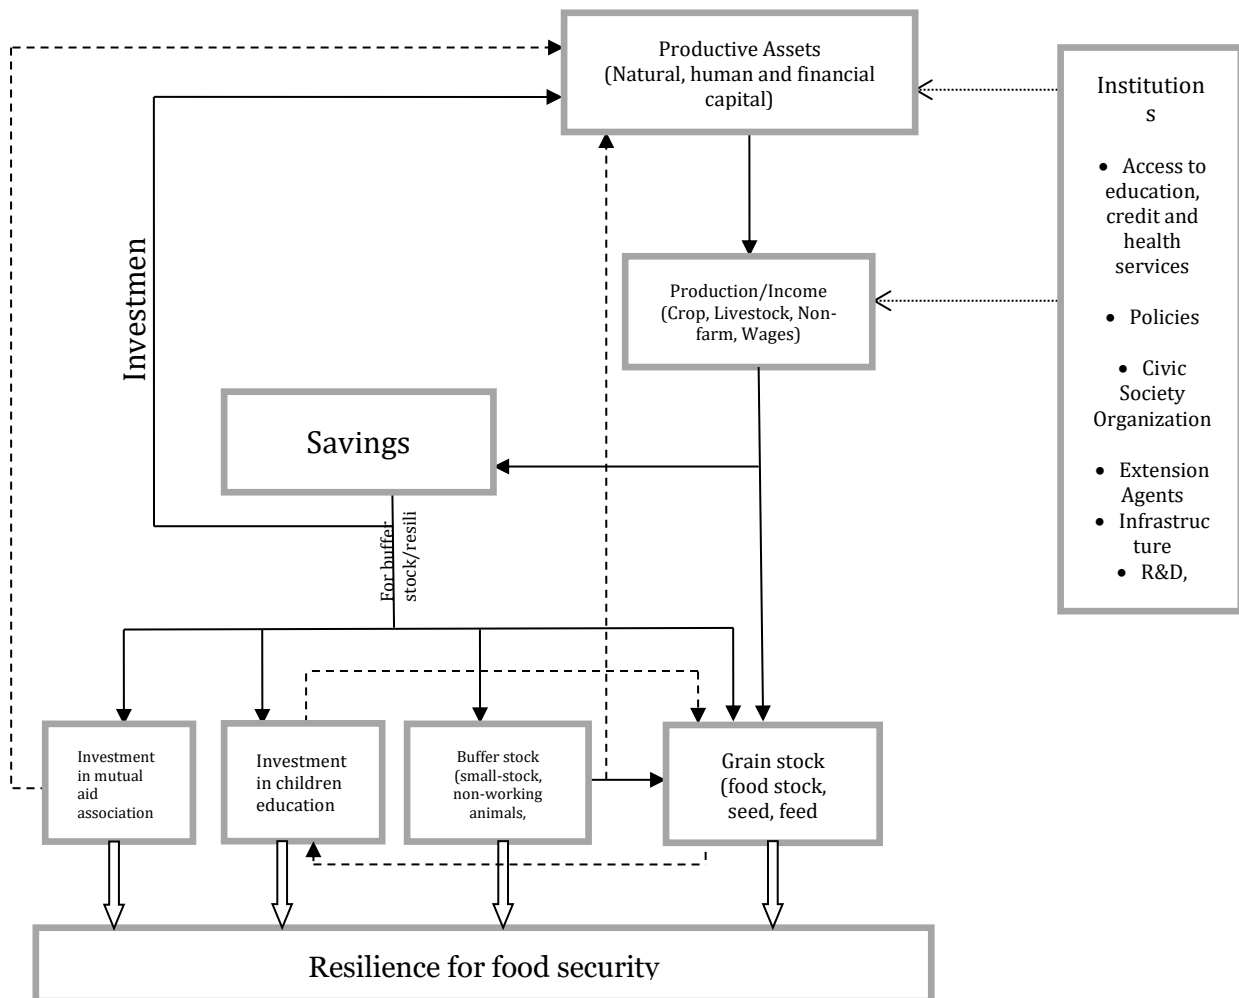 Productive Assets
(Natural, human and financial
capital)
Institution
s
• Access to
education,
credit and
health
services
• Policies
• Civic
Society
Organization
• Extension
Agents
• Infrastruc
ture
• R&D,
Production/Income
(Crop, Livestock, Non-
farm, Wages)
Investmen
Savings
For buffer
stock/resili
Investment
in mutual
aid
association
Investment
in children
education
Buffer stock
(small-stock,
non-working
animals,
Grain stock
(food stock,
seed, feed
Resilience for food security